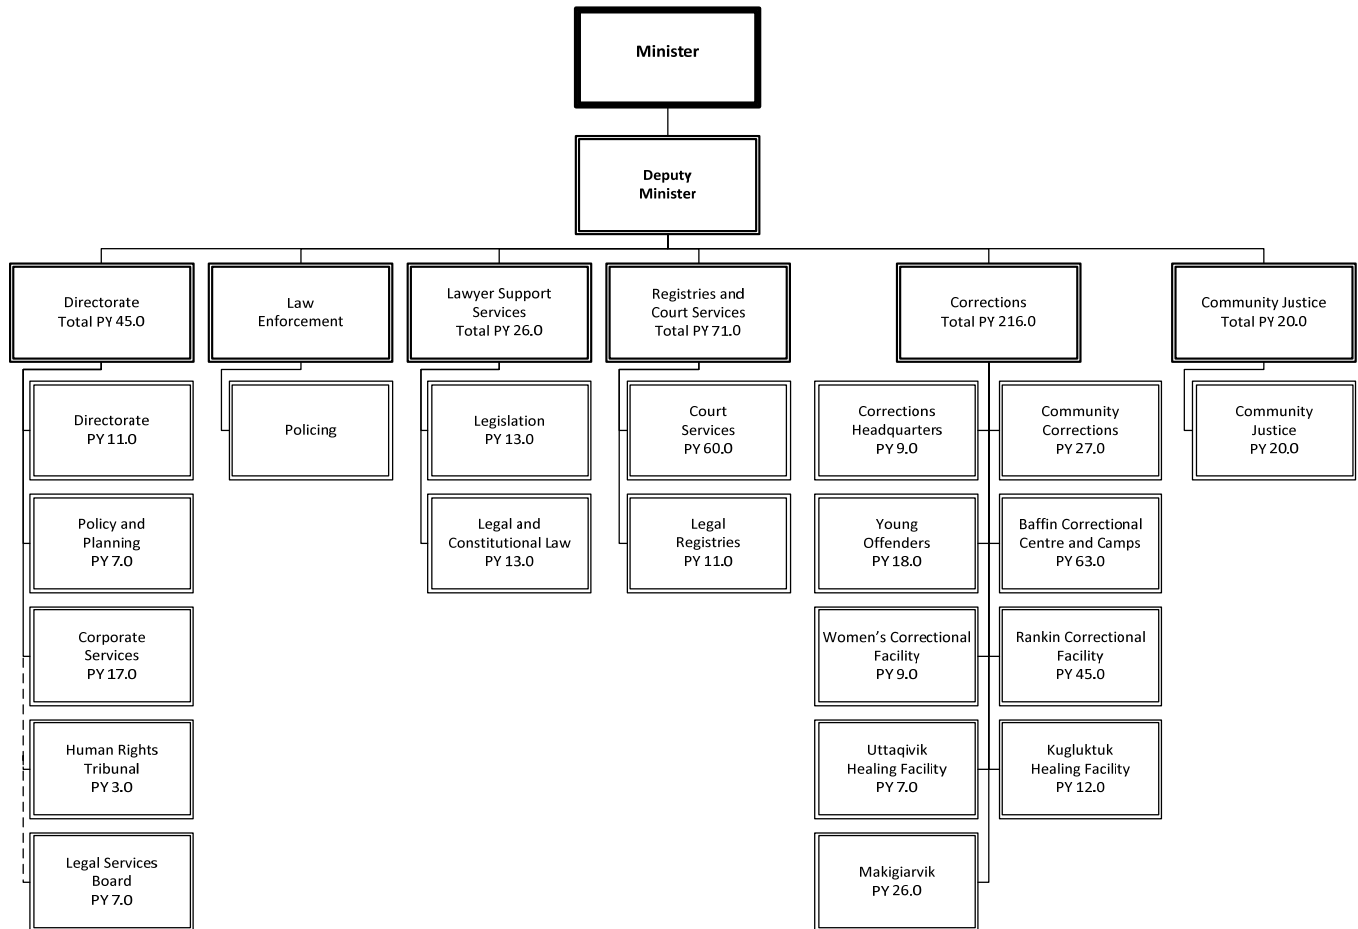 Minister
Deputy
Minister
Directorate
Total PY 45.0
Law
Enforcement
Lawyer Support
Services
Total PY 26.0
Registries and
Court Services
Total PY 71.0
Corrections
Total PY 216.0
Community Justice
Total PY 20.0
Directorate
PY 11.0
Policy and
Planning
PY 7.0
Corporate
Services
PY 17.0
Human Rights
Tribunal
PY 3.0
Legal Services
Board
PY 7.0
Policing
Legislation
PY 13.0
Legal and
Constitutional Law
PY 13.0
Court
Services
PY 60.0
Legal
Registries
PY 11.0
Corrections
Headquarters
PY 9.0
Community
Corrections
PY 27.0
Young
Offenders
PY 18.0
Baffin Correctional
Centre and Camps
PY 63.0
Women's Correctional
Facility
PY 9.0
Rankin Correctional
Facility
PY 45.0
Uttaqivik
Healing Facility
PY 7.0
Kugluktuk
Healing Facility
PY 12.0
Makigiarvik
PY 26.0
Community
Justice
PY 20.0